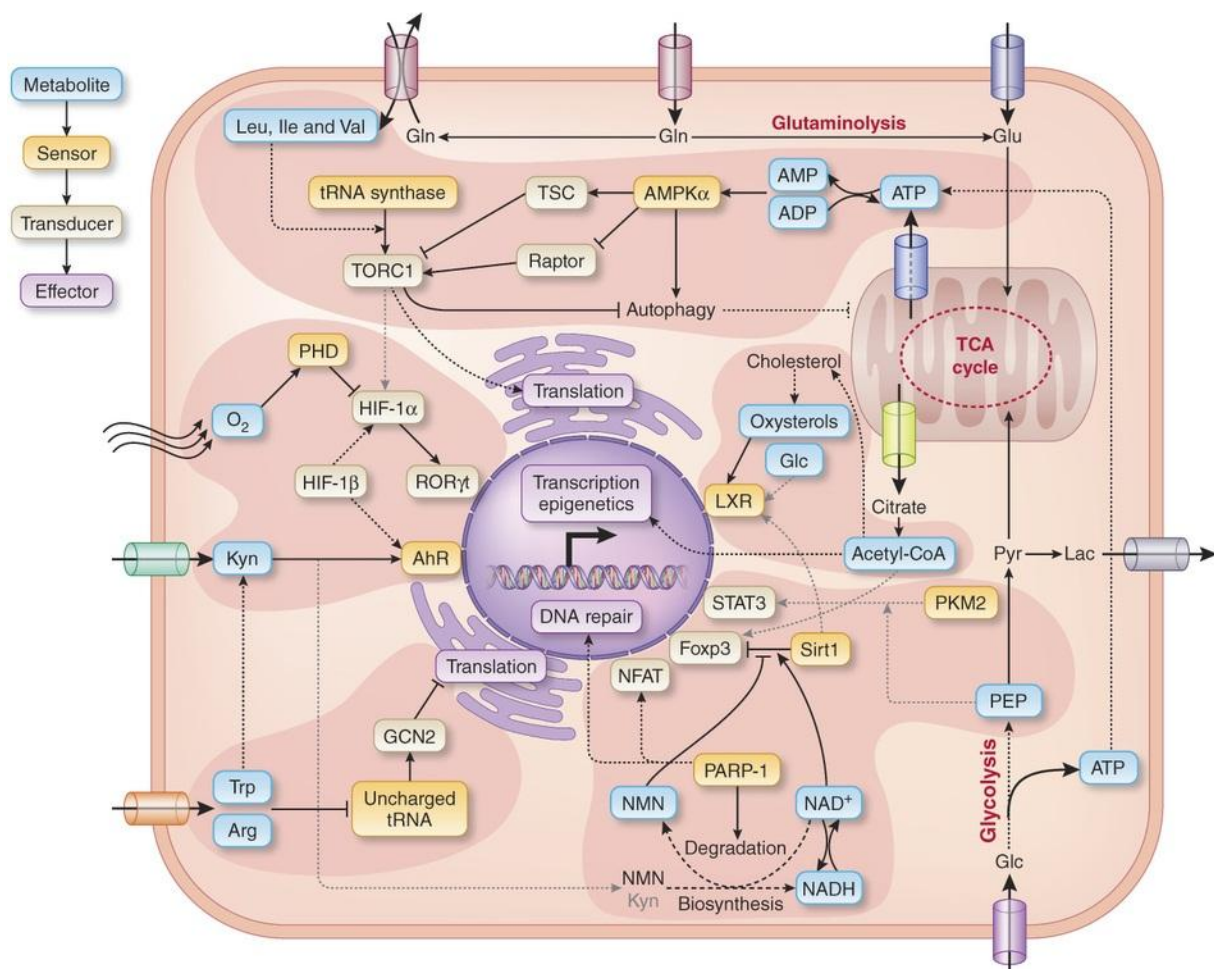 Metabolite
Sensor
Transducer
Effector
Leu, Ile and Val
Gln
Gln
Glutaminolysis
Glu
tRNA synthase
TSC
AMPKα
AMP
ADP
ATP
TORC1
Raptor
Autophagy
TCA
cycle
PHD
O2
HIF-1α
HIF-1β
RORγt
Kyn
AhR
Translation
Transcription
epigenetics
DNA repair
Cholesterol
Oxysterols
Glc
LXR
Citrate
Acetyl-CoA
Pyr
Lac
STAT3
PKM2
Foxp3
Sirt1
NFAT
Translation
GCN2
Trp
Arg
Uncharged
tRNA
PEP
Glycolysis
ATP
Glc
PARP-1
NMN
NAD+
Degradation
NMN
Kyn
Biosynthesis
NADH